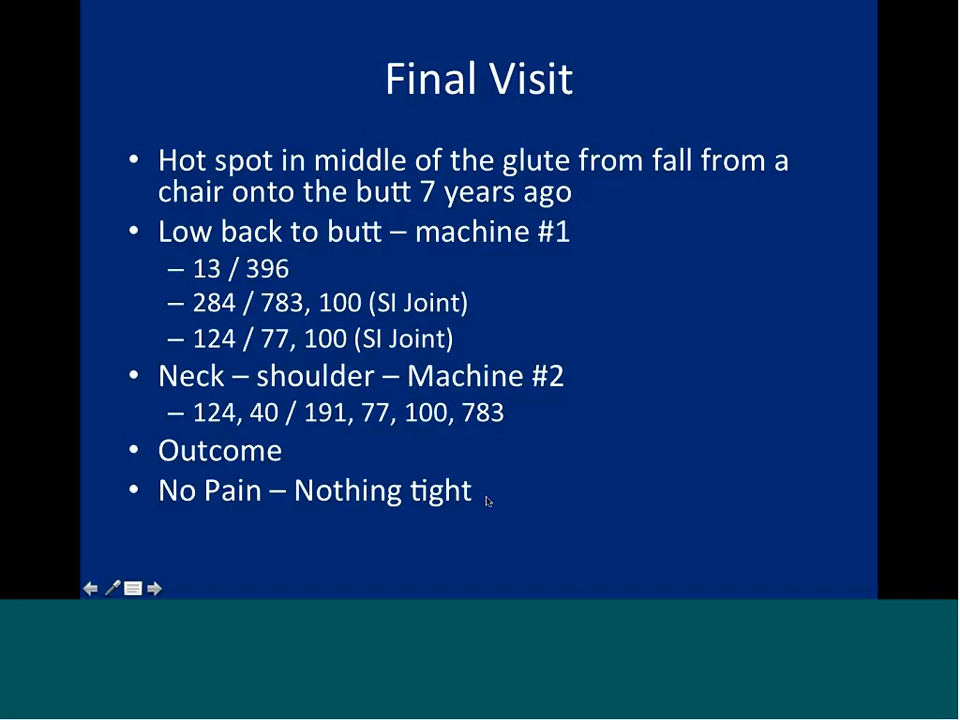 Final Visit
• Hot spot in middle of the glute from fall from a
chair onto the butt 7 years ago
• Low back to butt – machine #1
– 13 / 396
– 284 / 783, 100 (SI Joint)
– 124 / 77, 100 (SI Joint)
• Neck – shoulder – Machine #2
– 124, 40 / 191, 77, 100, 783
• Outcome
• No Pain – Nothing tight